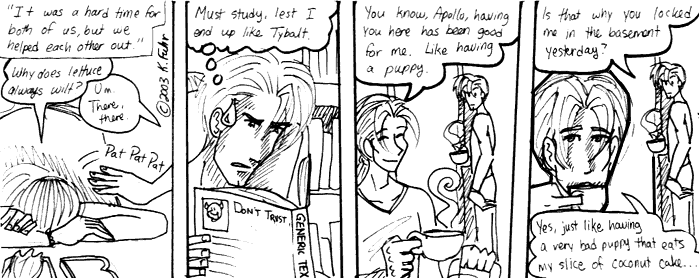 "It was a hard time for
both of us, but we
helped each other out."
Why does lettuce
always wilt?
Um.
There,
there.
Pat Pat Pat
©2003 K. Fuhr
Must study, lest I
end up like Tybalt.
DON'T TRUST
GENERIC TEX
You know, Apollo, having
you here has been good
for me. Like having
a puppy.
Is that why you locked
me in the basement
yesterday?
Yes, just like having
a very bad puppy that eats
my slice of coconut cake...